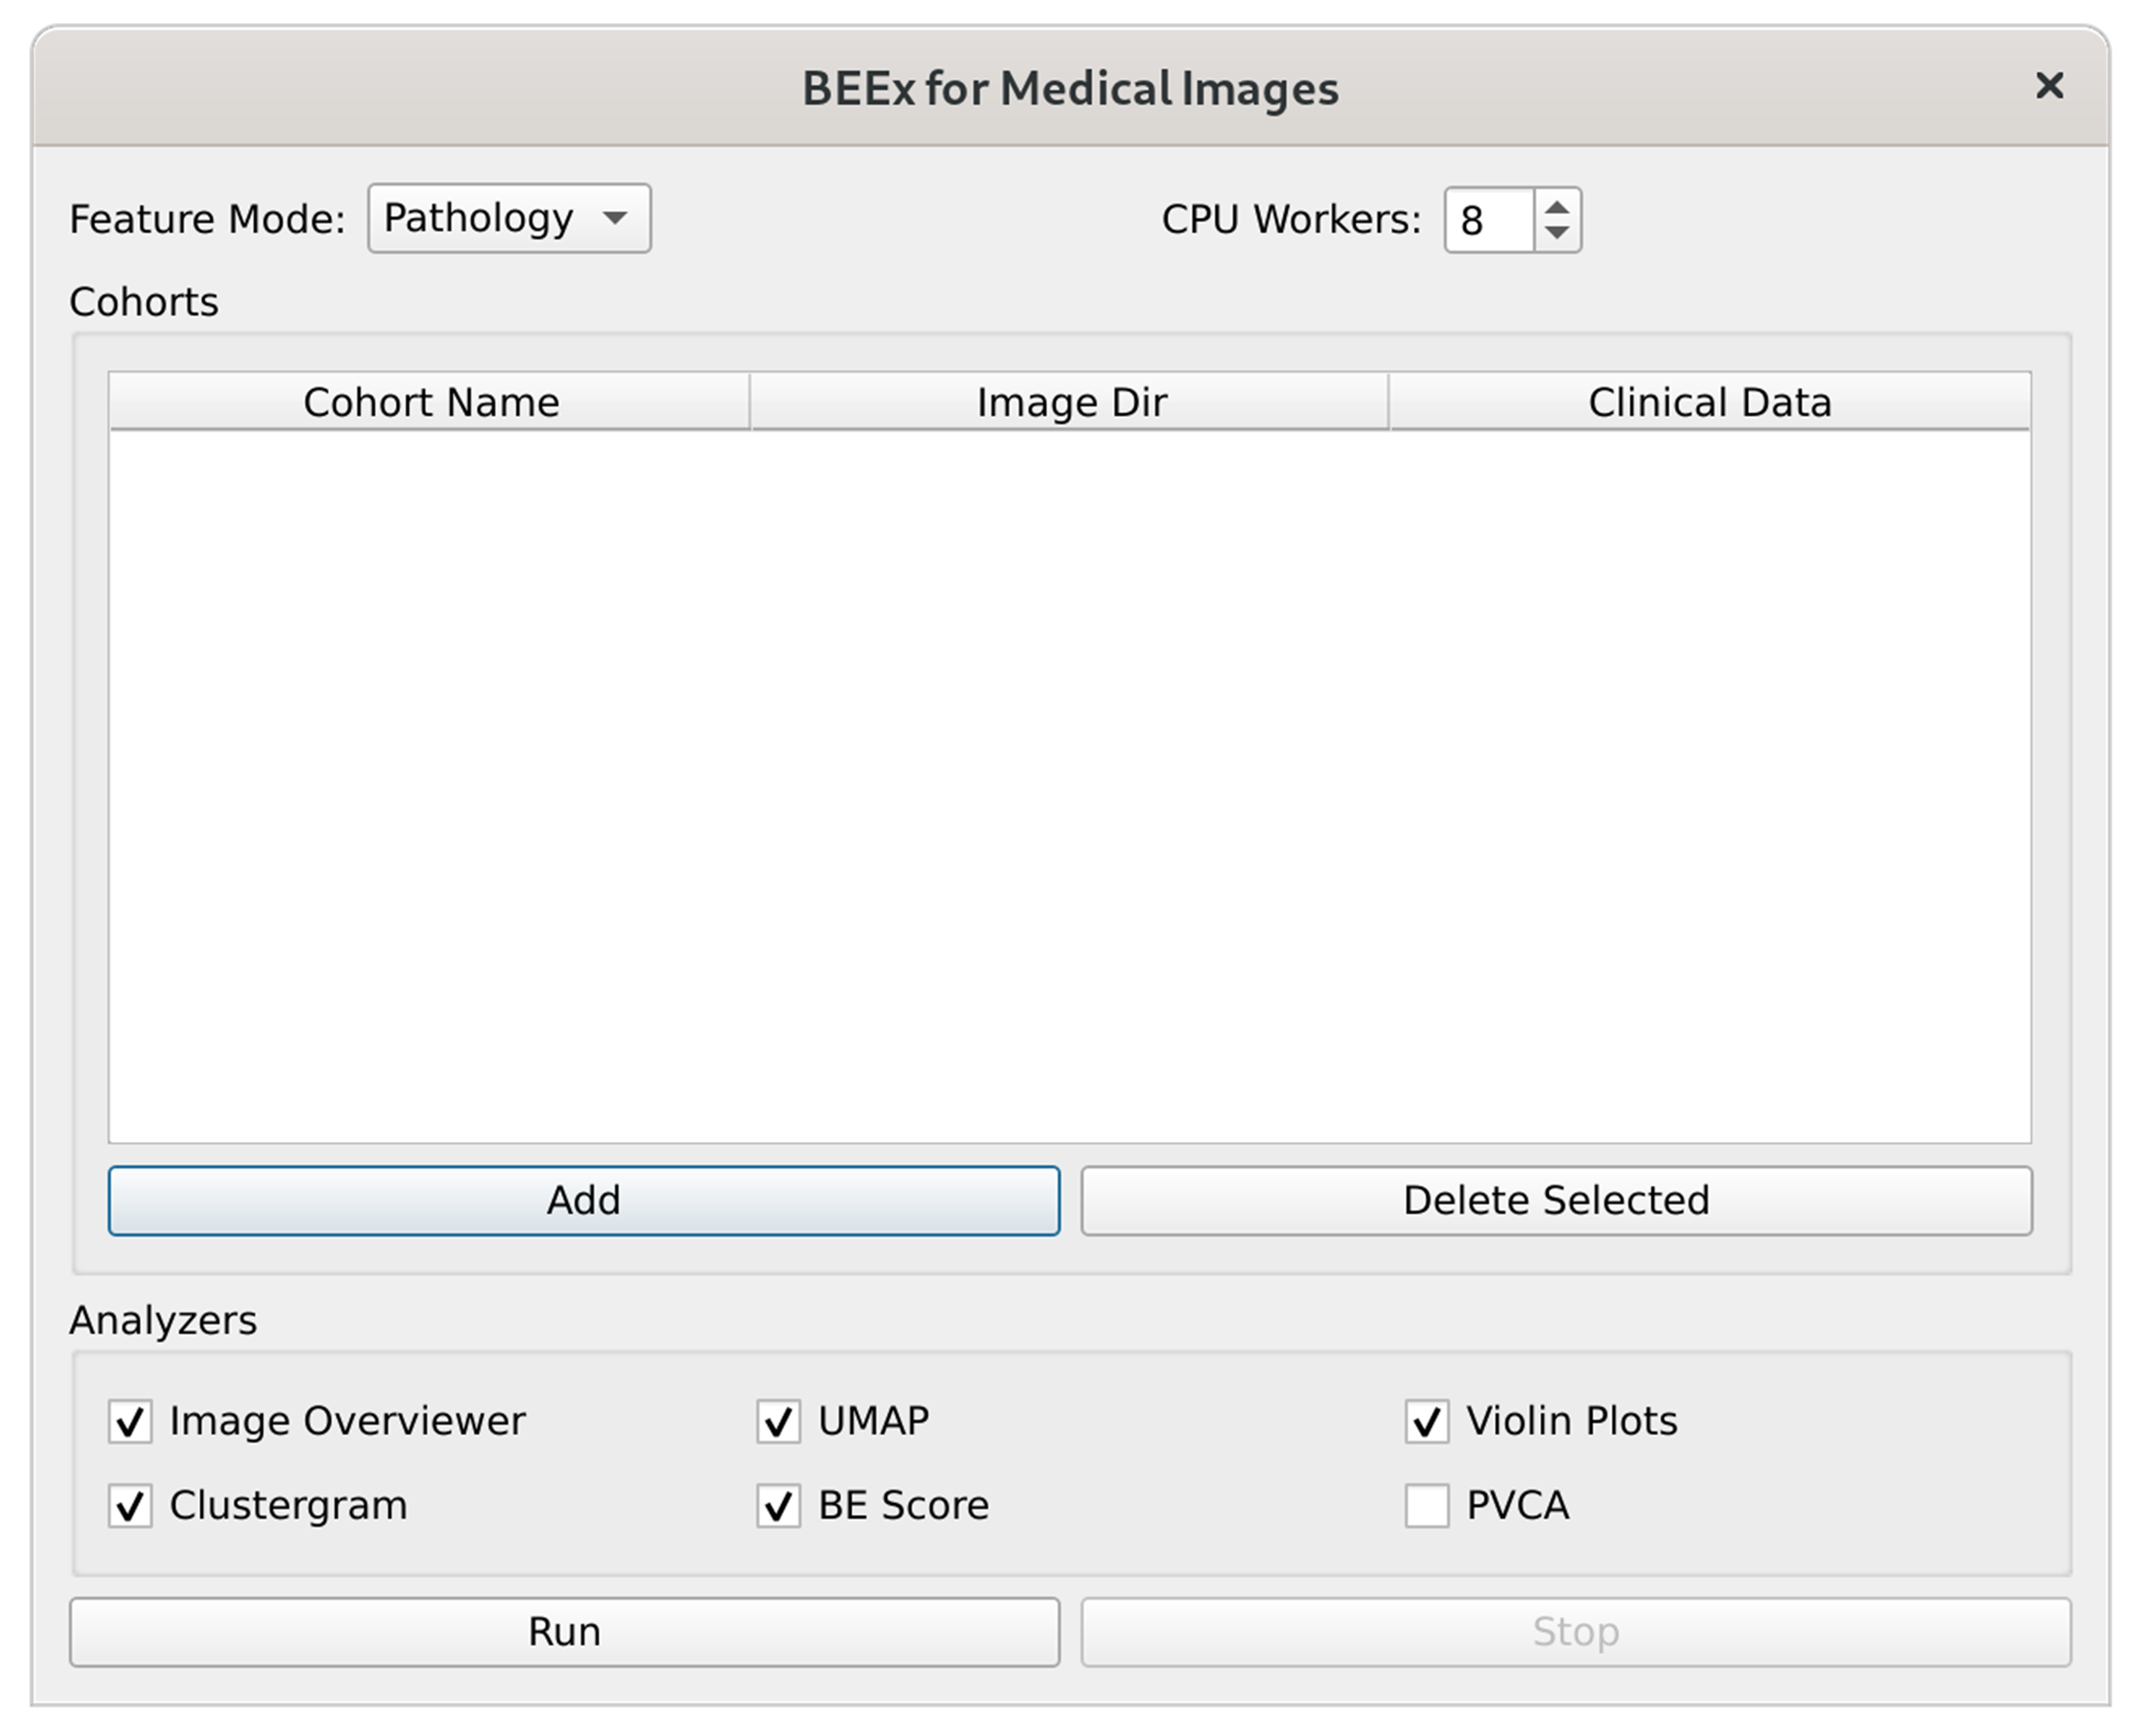 BEEx for Medical Images
Feature Mode: Pathology CPU Workers: 8
Cohorts
Cohort Name Image Dir Clinical Data
Add Delete Selected
Analyzers
Image Overviewer UMAP Violin Plots
Clustergram BE Score PVCA
Run Stop